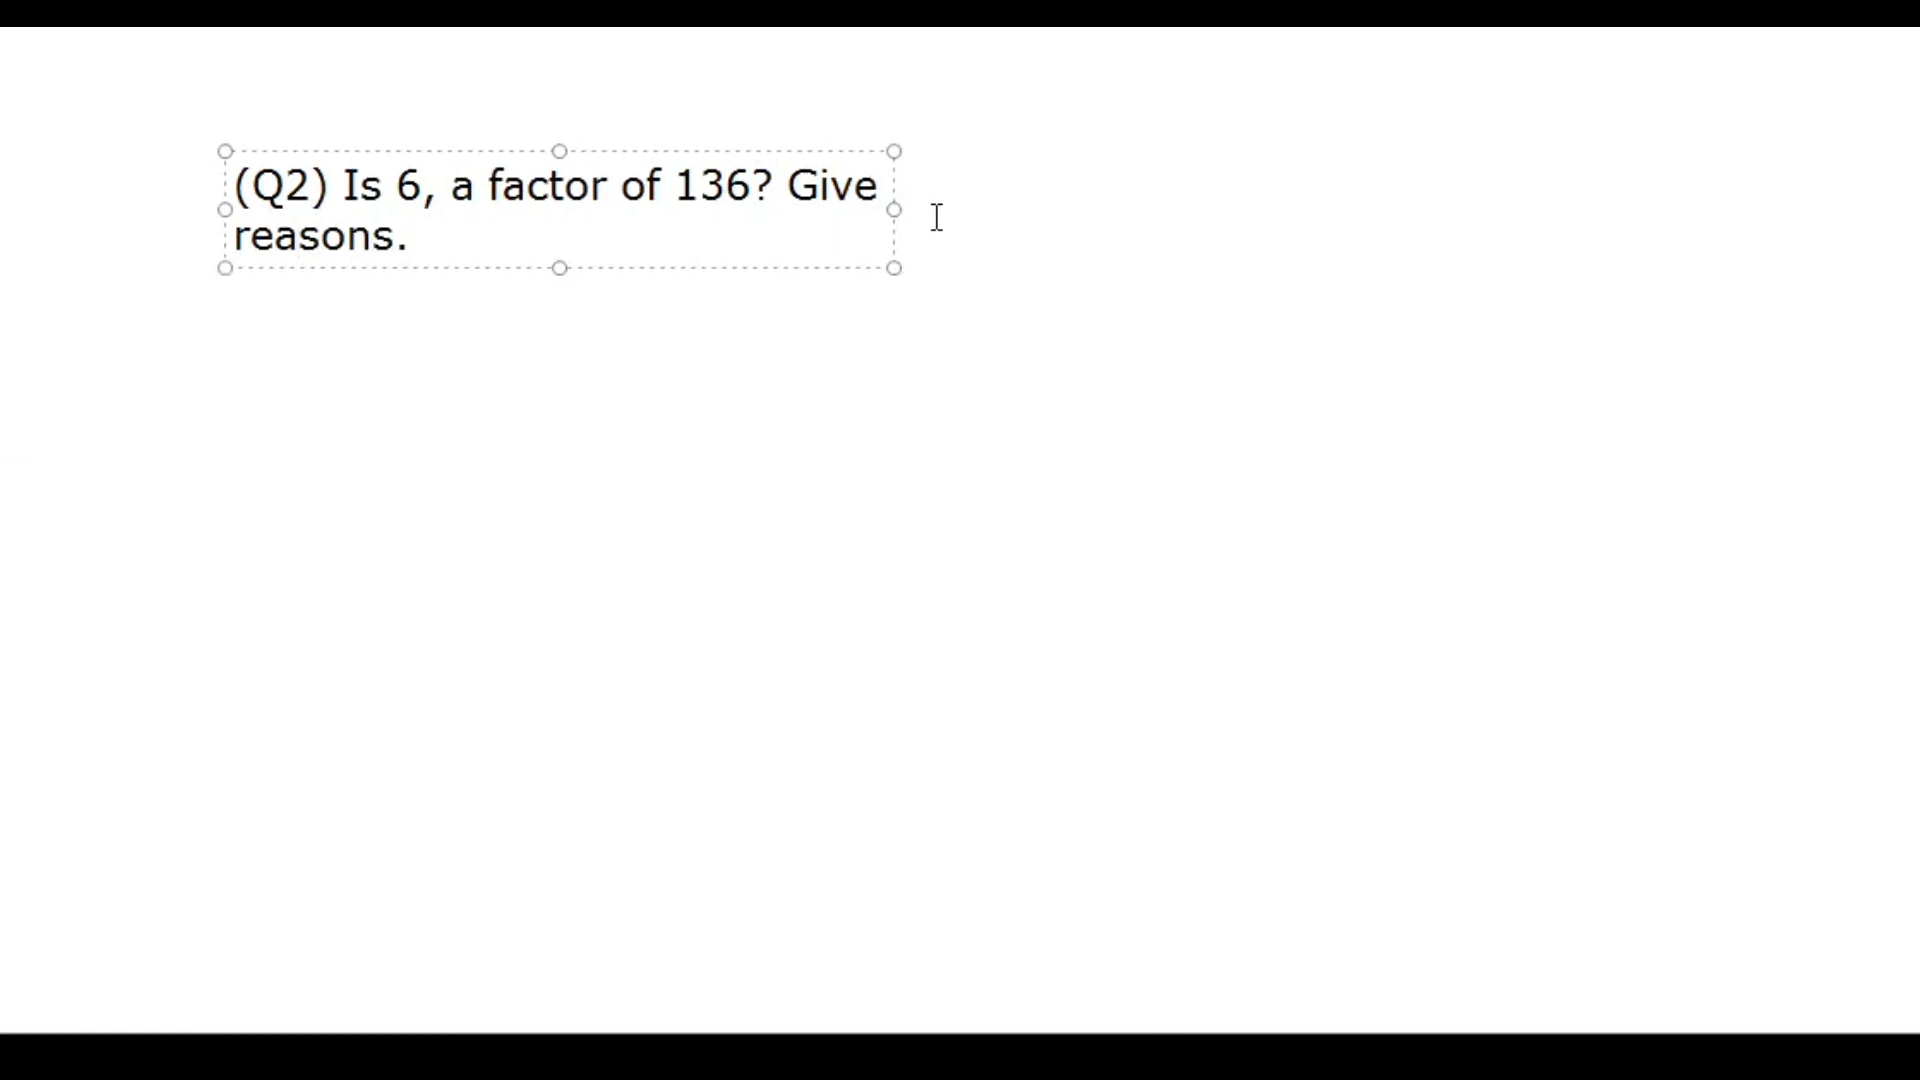 (Q2) Is 6, a factor of 136? Give
reasons.